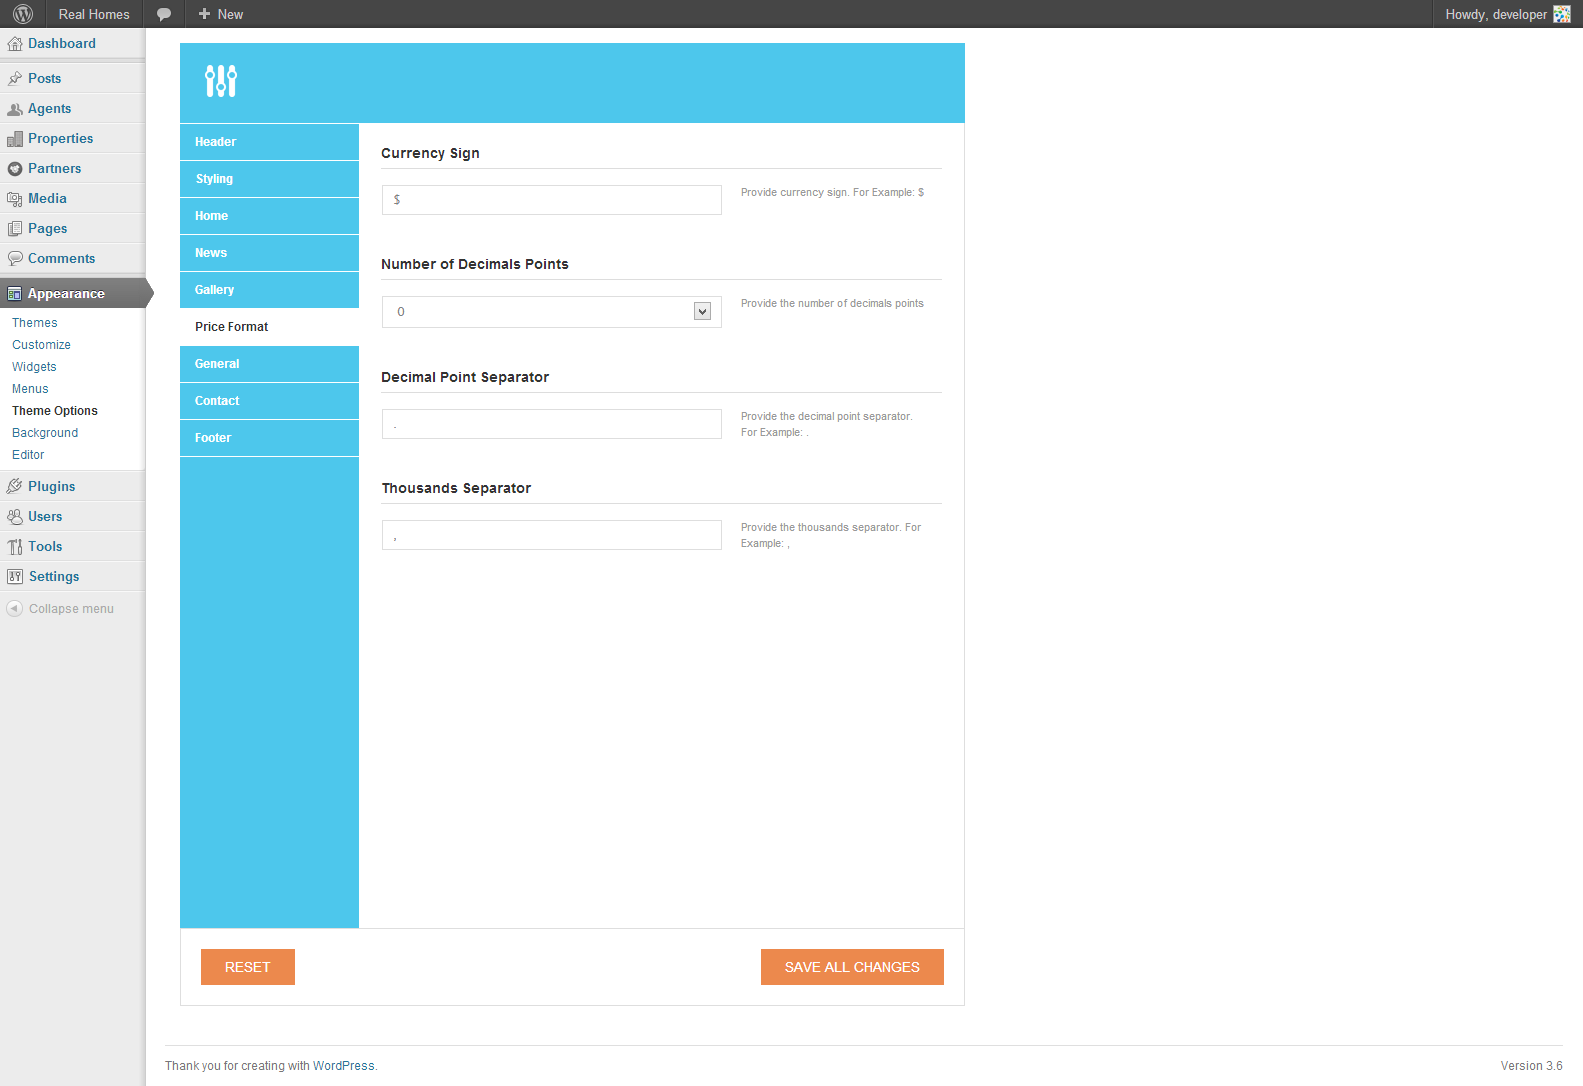 Real Homes
New
Howdy, developer
Dashboard
Posts
Agents
Properties
Partners
Media
Pages
Comments
Appearance
Themes
Customize
Widgets
Menus
Theme Options
Background
Editor
Plugins
Users
Tools
Settings
Collapse menu
Header
Styling
Home
News
Gallery
Price Format
General
Contact
Footer
Currency Sign
$
Provide currency sign. For Example: $
Number of Decimals Points
0
Provide the number of decimals points
Decimal Point Separator
.
Provide the decimal point separator.
For Example: .
Thousands Separator
,
Provide the thousands separator. For
Example: ,
RESET
SAVE ALL CHANGES
Thank you for creating with WordPress.
Version 3.6